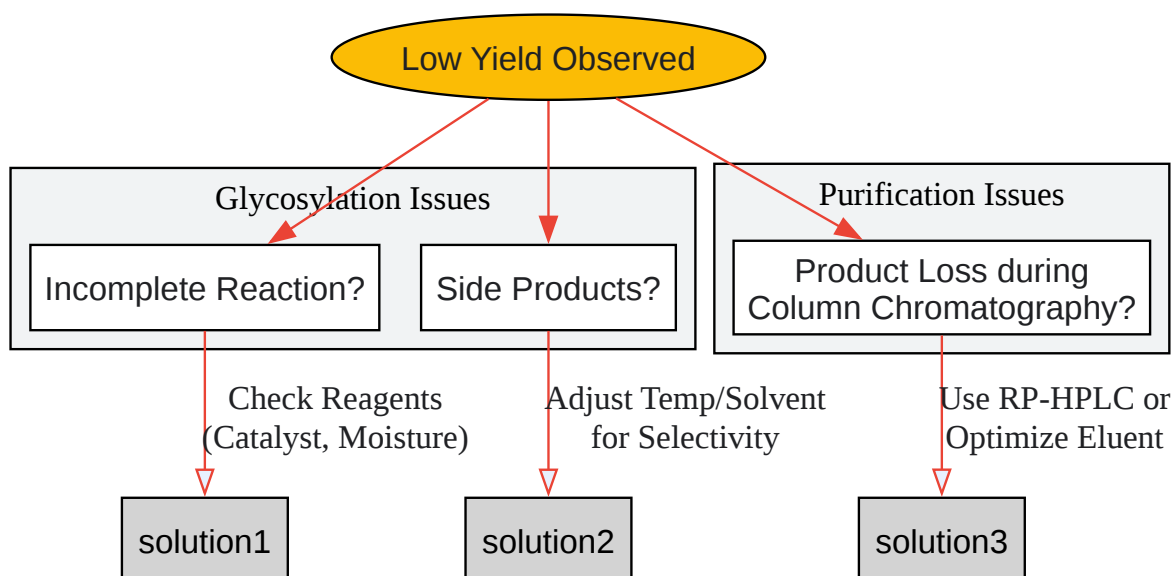 Low Yield Observed
Glycosylation Issues
Purification Issues
Incomplete Reaction?
Side Products?
Product Loss during
Column Chromatography?
Check Reagents
(Catalyst, Moisture)
Adjust Temp/Solvent
for Selectivity
Use RP-HPLC or
Optimize Eluent
solution1
solution2
solution3